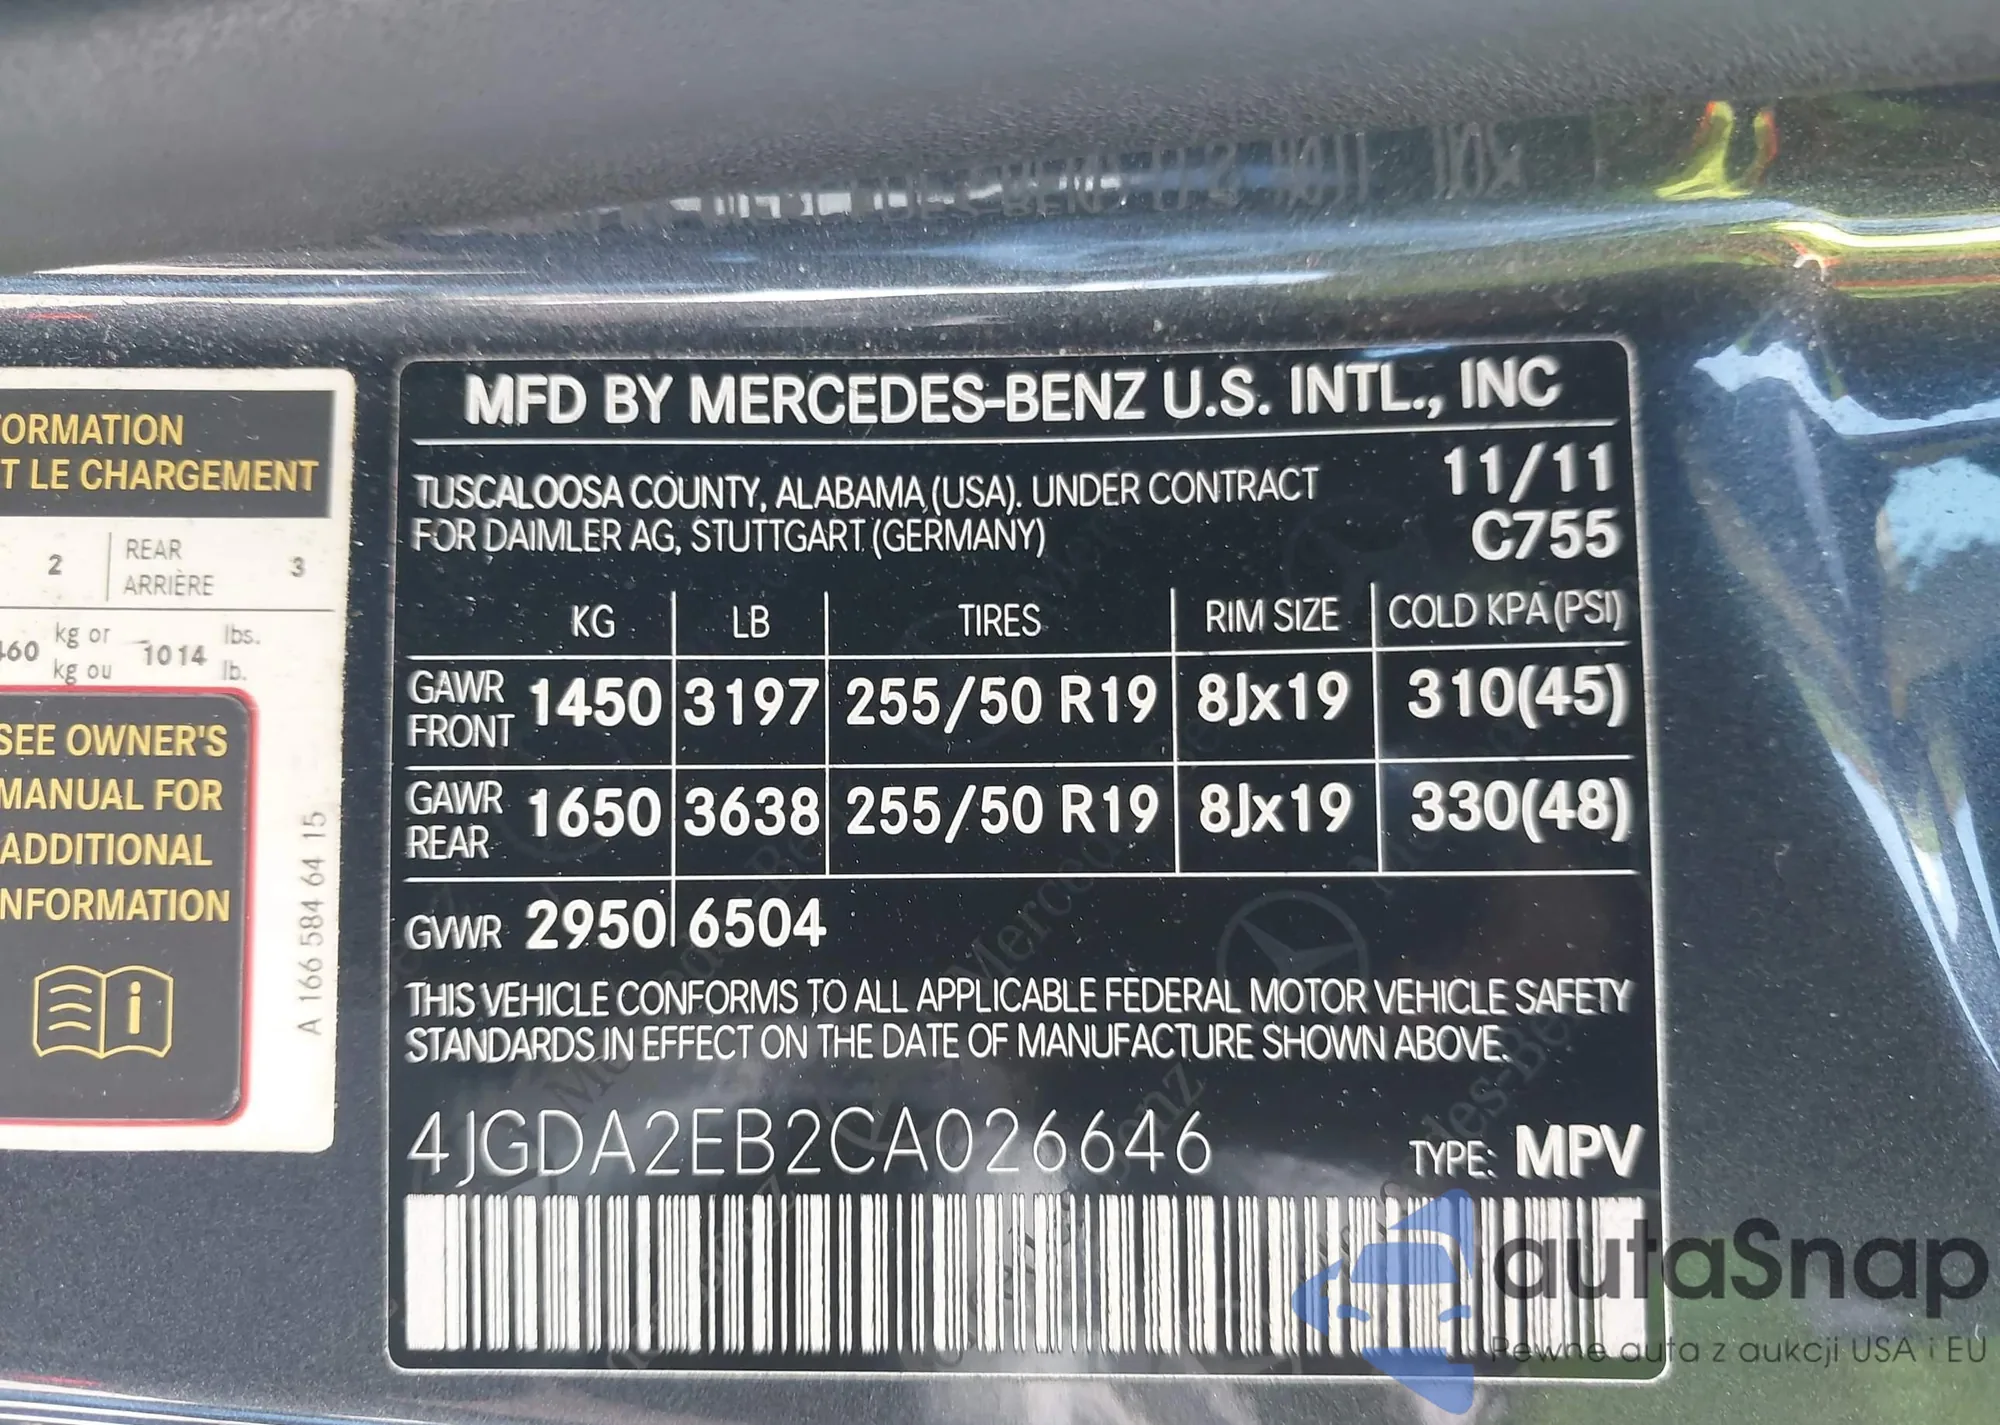 ORMATION
T LE CHARGEMENT
2 REAR 3
ARRIÈRE
460 kg or 1014 lbs.
kg ou lb.
SEE OWNER'S
MANUAL FOR
ADDITIONAL
NFORMATION
A 166 584 64 15
MFD BY MERCEDES-BENZ U.S. INTL., INC
TUSCALOOSA COUNTY, ALABAMA (USA). UNDER CONTRACT 11/11
FOR DAIMLER AG, STUTTGART (GERMANY) C755
KG LB TIRES RIM SIZE COLD KPA (PSI)
GAWR FRONT 1450 3197 255/50 R19 8Jx19 310(45)
GAWR REAR 1650 3638 255/50 R19 8Jx19 330(48)
GVWR 2950 6504
THIS VEHICLE CONFORMS TO ALL APPLICABLE FEDERAL MOTOR VEHICLE SAFETY
STANDARDS IN EFFECT ON THE DATE OF MANUFACTURE SHOWN ABOVE.
4JGDA2EB2CA026646 TYPE: MPV
autaSnap
Pewne auta z aukcji USA i EU